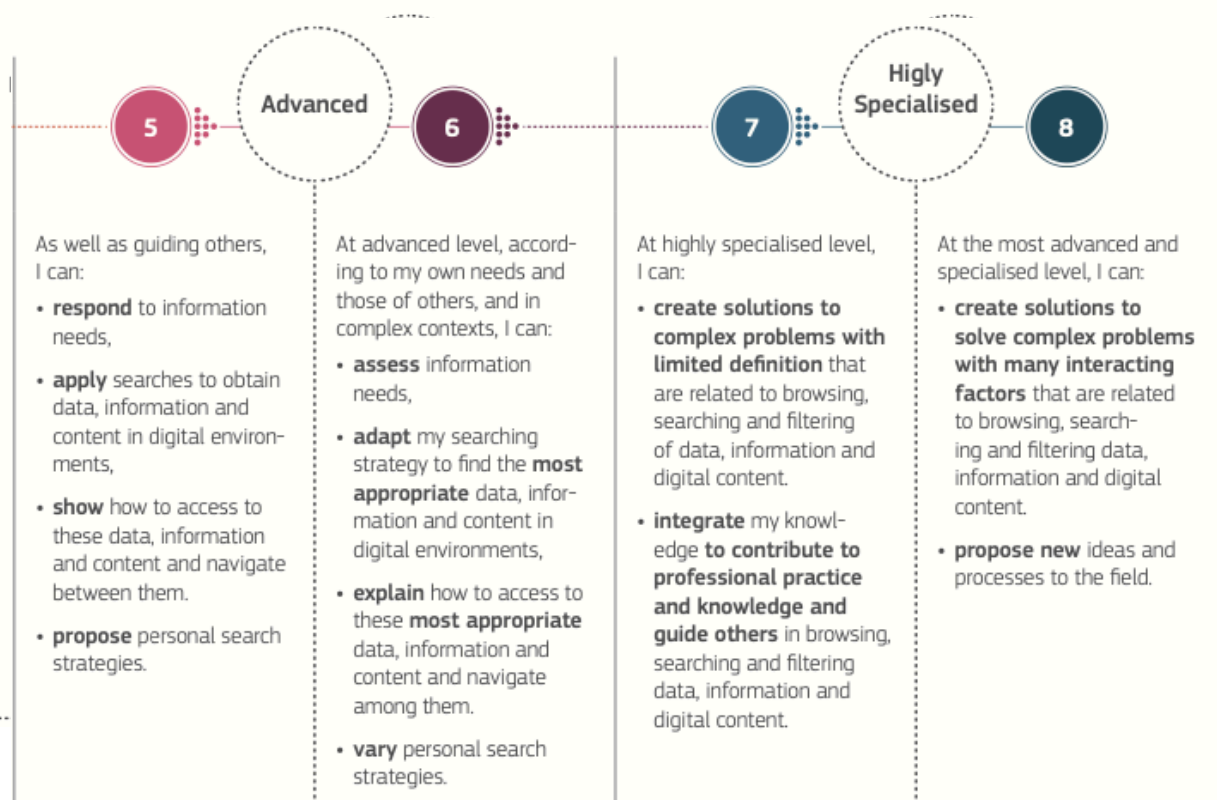 Advanced
Higly
Specialised
5
6
7
8
As well as guiding others,
I can:
• respond to information
needs,
• apply searches to obtain
data, information and
content in digital environ-
ments,
• show how to access to
these data, information
and content and navigate
between them.
• propose personal search
strategies.
At advanced level, accord-
ing to my own needs and
those of others, and in
complex contexts, I can:
• assess information
needs,
• adapt my searching
strategy to find the most
appropriate data, infor-
mation and content in
digital environments,
• explain how to access to
these most appropriate
data, information and
content and navigate
among them.
• vary personal search
strategies.
At highly specialised level,
I can:
• create solutions to
complex problems with
limited definition that
are related to browsing,
searching and filtering
of data, information and
digital content.
• integrate my knowl-
edge to contribute to
professional practice
and knowledge and
guide others in browsing,
searching and filtering
data, information and
digital content.
At the most advanced and
specialised level, I can:
• create solutions to
solve complex problems
with many interacting
factors that are related
to browsing, search-
ing and filtering data,
information and digital
content.
• propose new ideas and
processes to the field.